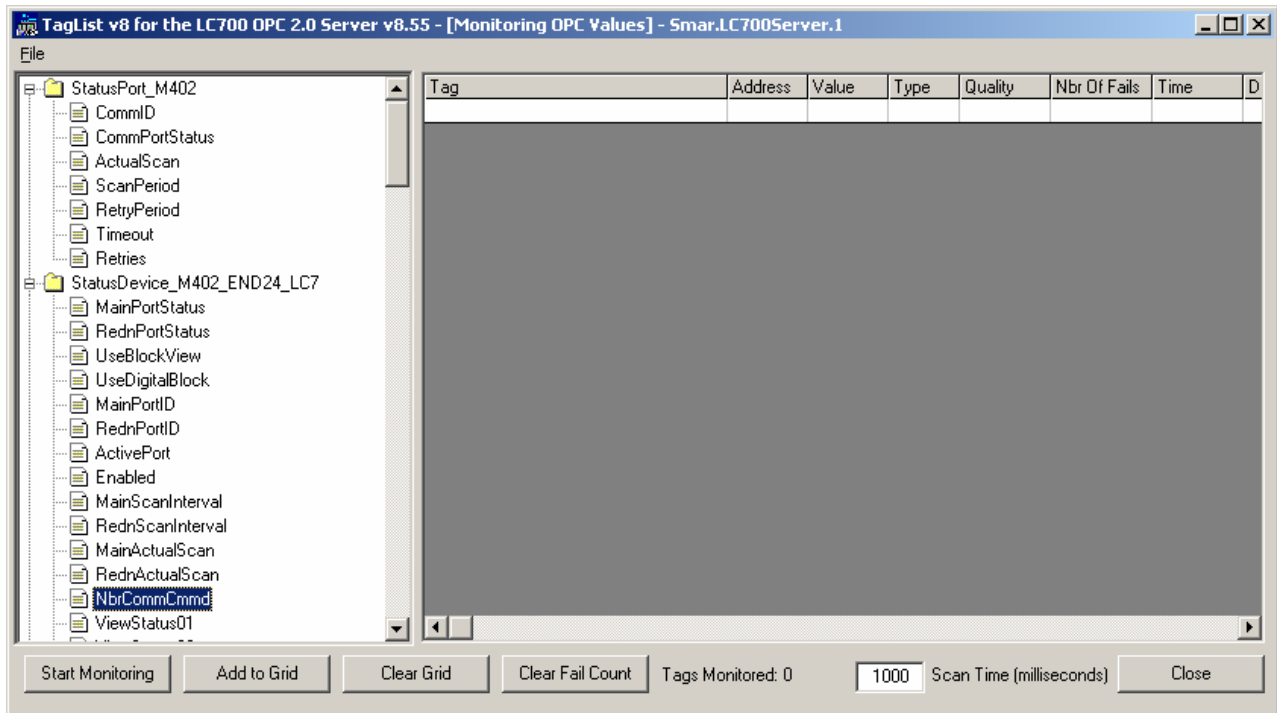 TagList v8 for the LC700 OPC 2.0 Server v8.55 - [Monitoring OPC Values] - Smar.LC700Server.1
File
StatusPort_M402
CommID
CommPortStatus
ActualScan
ScanPeriod
RetryPeriod
Timeout
Retries
StatusDevice_M402_END24_LC7
MainPortStatus
RednPortStatus
UseBlockView
UseDigitalBlock
MainPortID
RednPortID
ActivePort
Enabled
MainScanInterval
RednScanInterval
MainActualScan
RednActualScan
NbrCommCmmd
ViewStatus01
Tag Address Value Type Quality Nbr Of Fails Time D
Start Monitoring Add to Grid Clear Grid Clear Fail Count Tags Monitored: 0 1000 Scan Time (milliseconds) Close